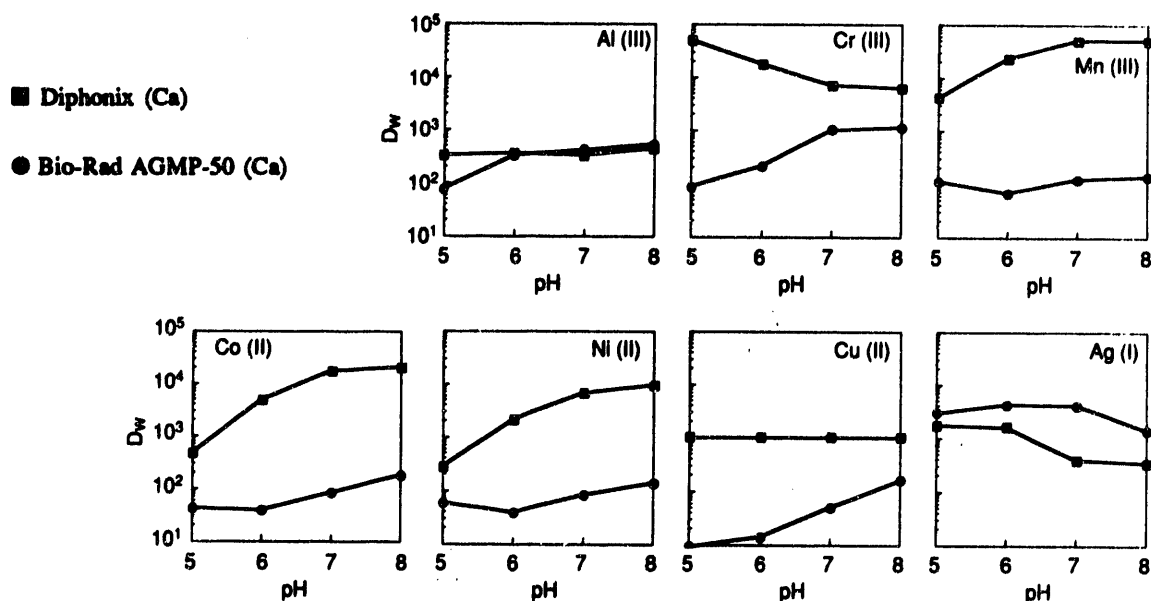 Diphonix (Ca)
Bio-Rad AGMP-50 (Ca)
Dw
10⁵
10⁴
10³
10²
10¹
Al (III)
5 6 7 8
pH
Cr (III)
5 6 7 8
pH
Mn (III)
5 6 7 8
pH
Dw
10⁵
10⁴
10³
10²
10¹
Co (II)
5 6 7 8
pH
Ni (II)
5 6 7 8
pH
Cu (II)
5 6 7 8
pH
Ag (I)
5 6 7 8
pH